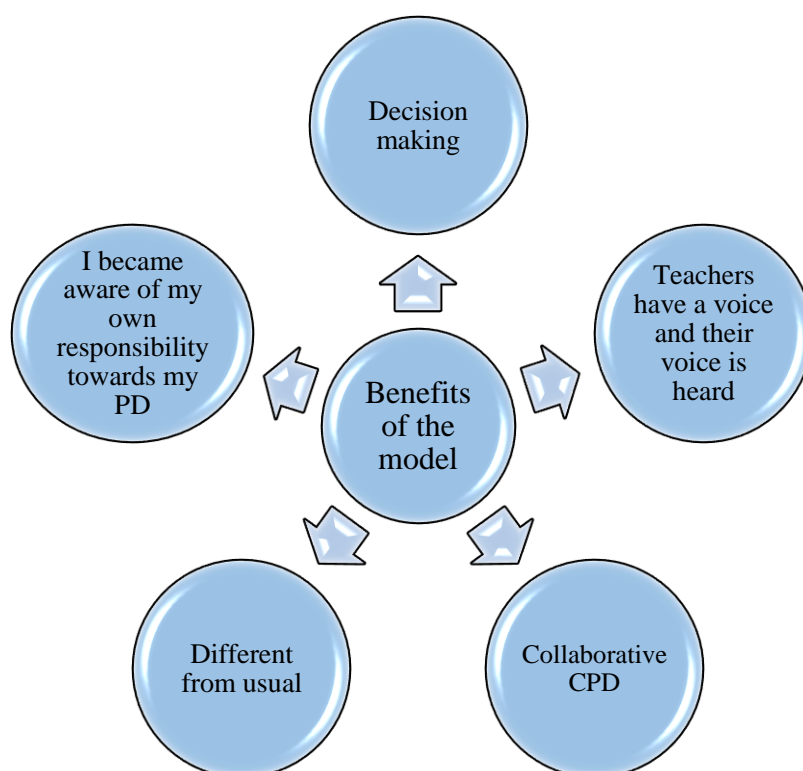 Decision
making
Teachers
have a voice
and their
voice is
heard
Collaborative
CPD
Different
from usual
I became
aware of my
own
responsibility
towards my
PD
Benefits
of the
model